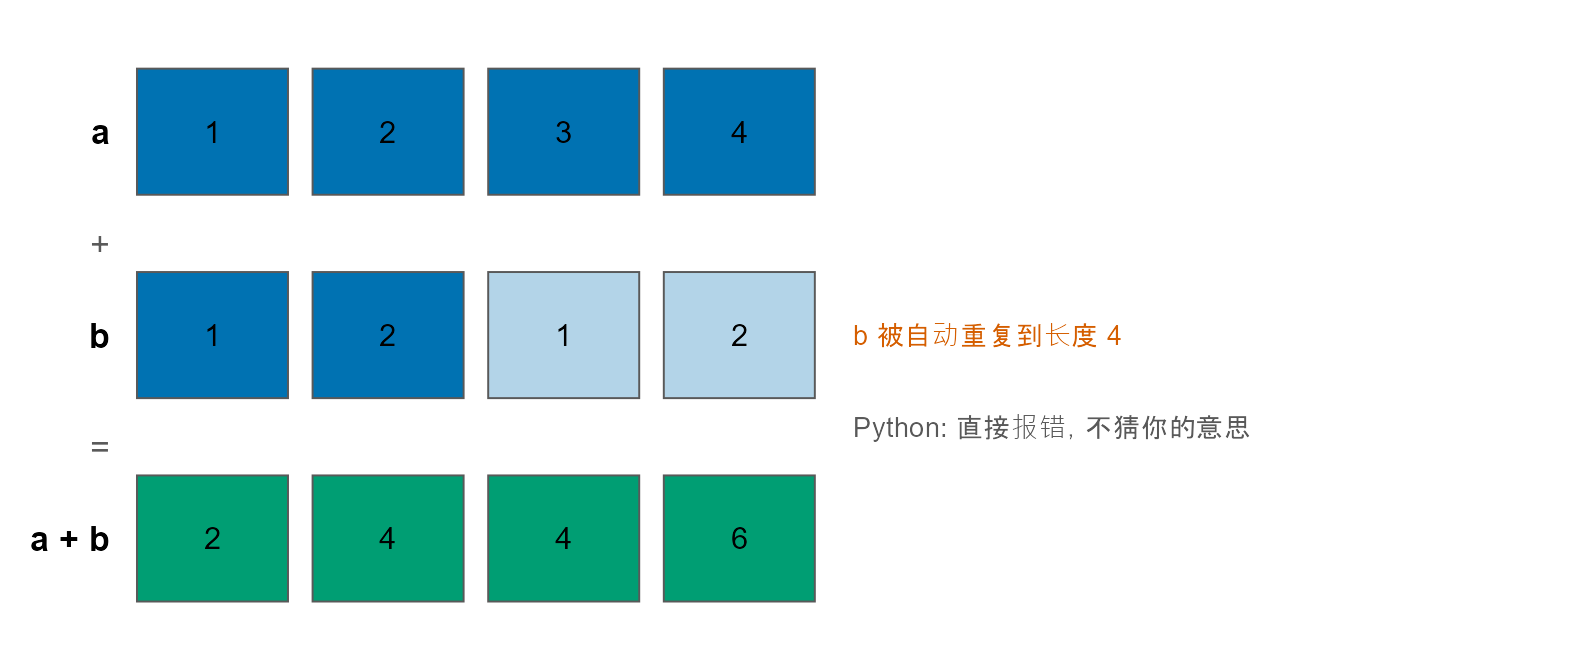 a 1 2 3 4
+
b 1 2 1 2 b 被自动重复到长度 4
Python: 直接报错, 不猜你的意思
=
a + b 2 4 4 6